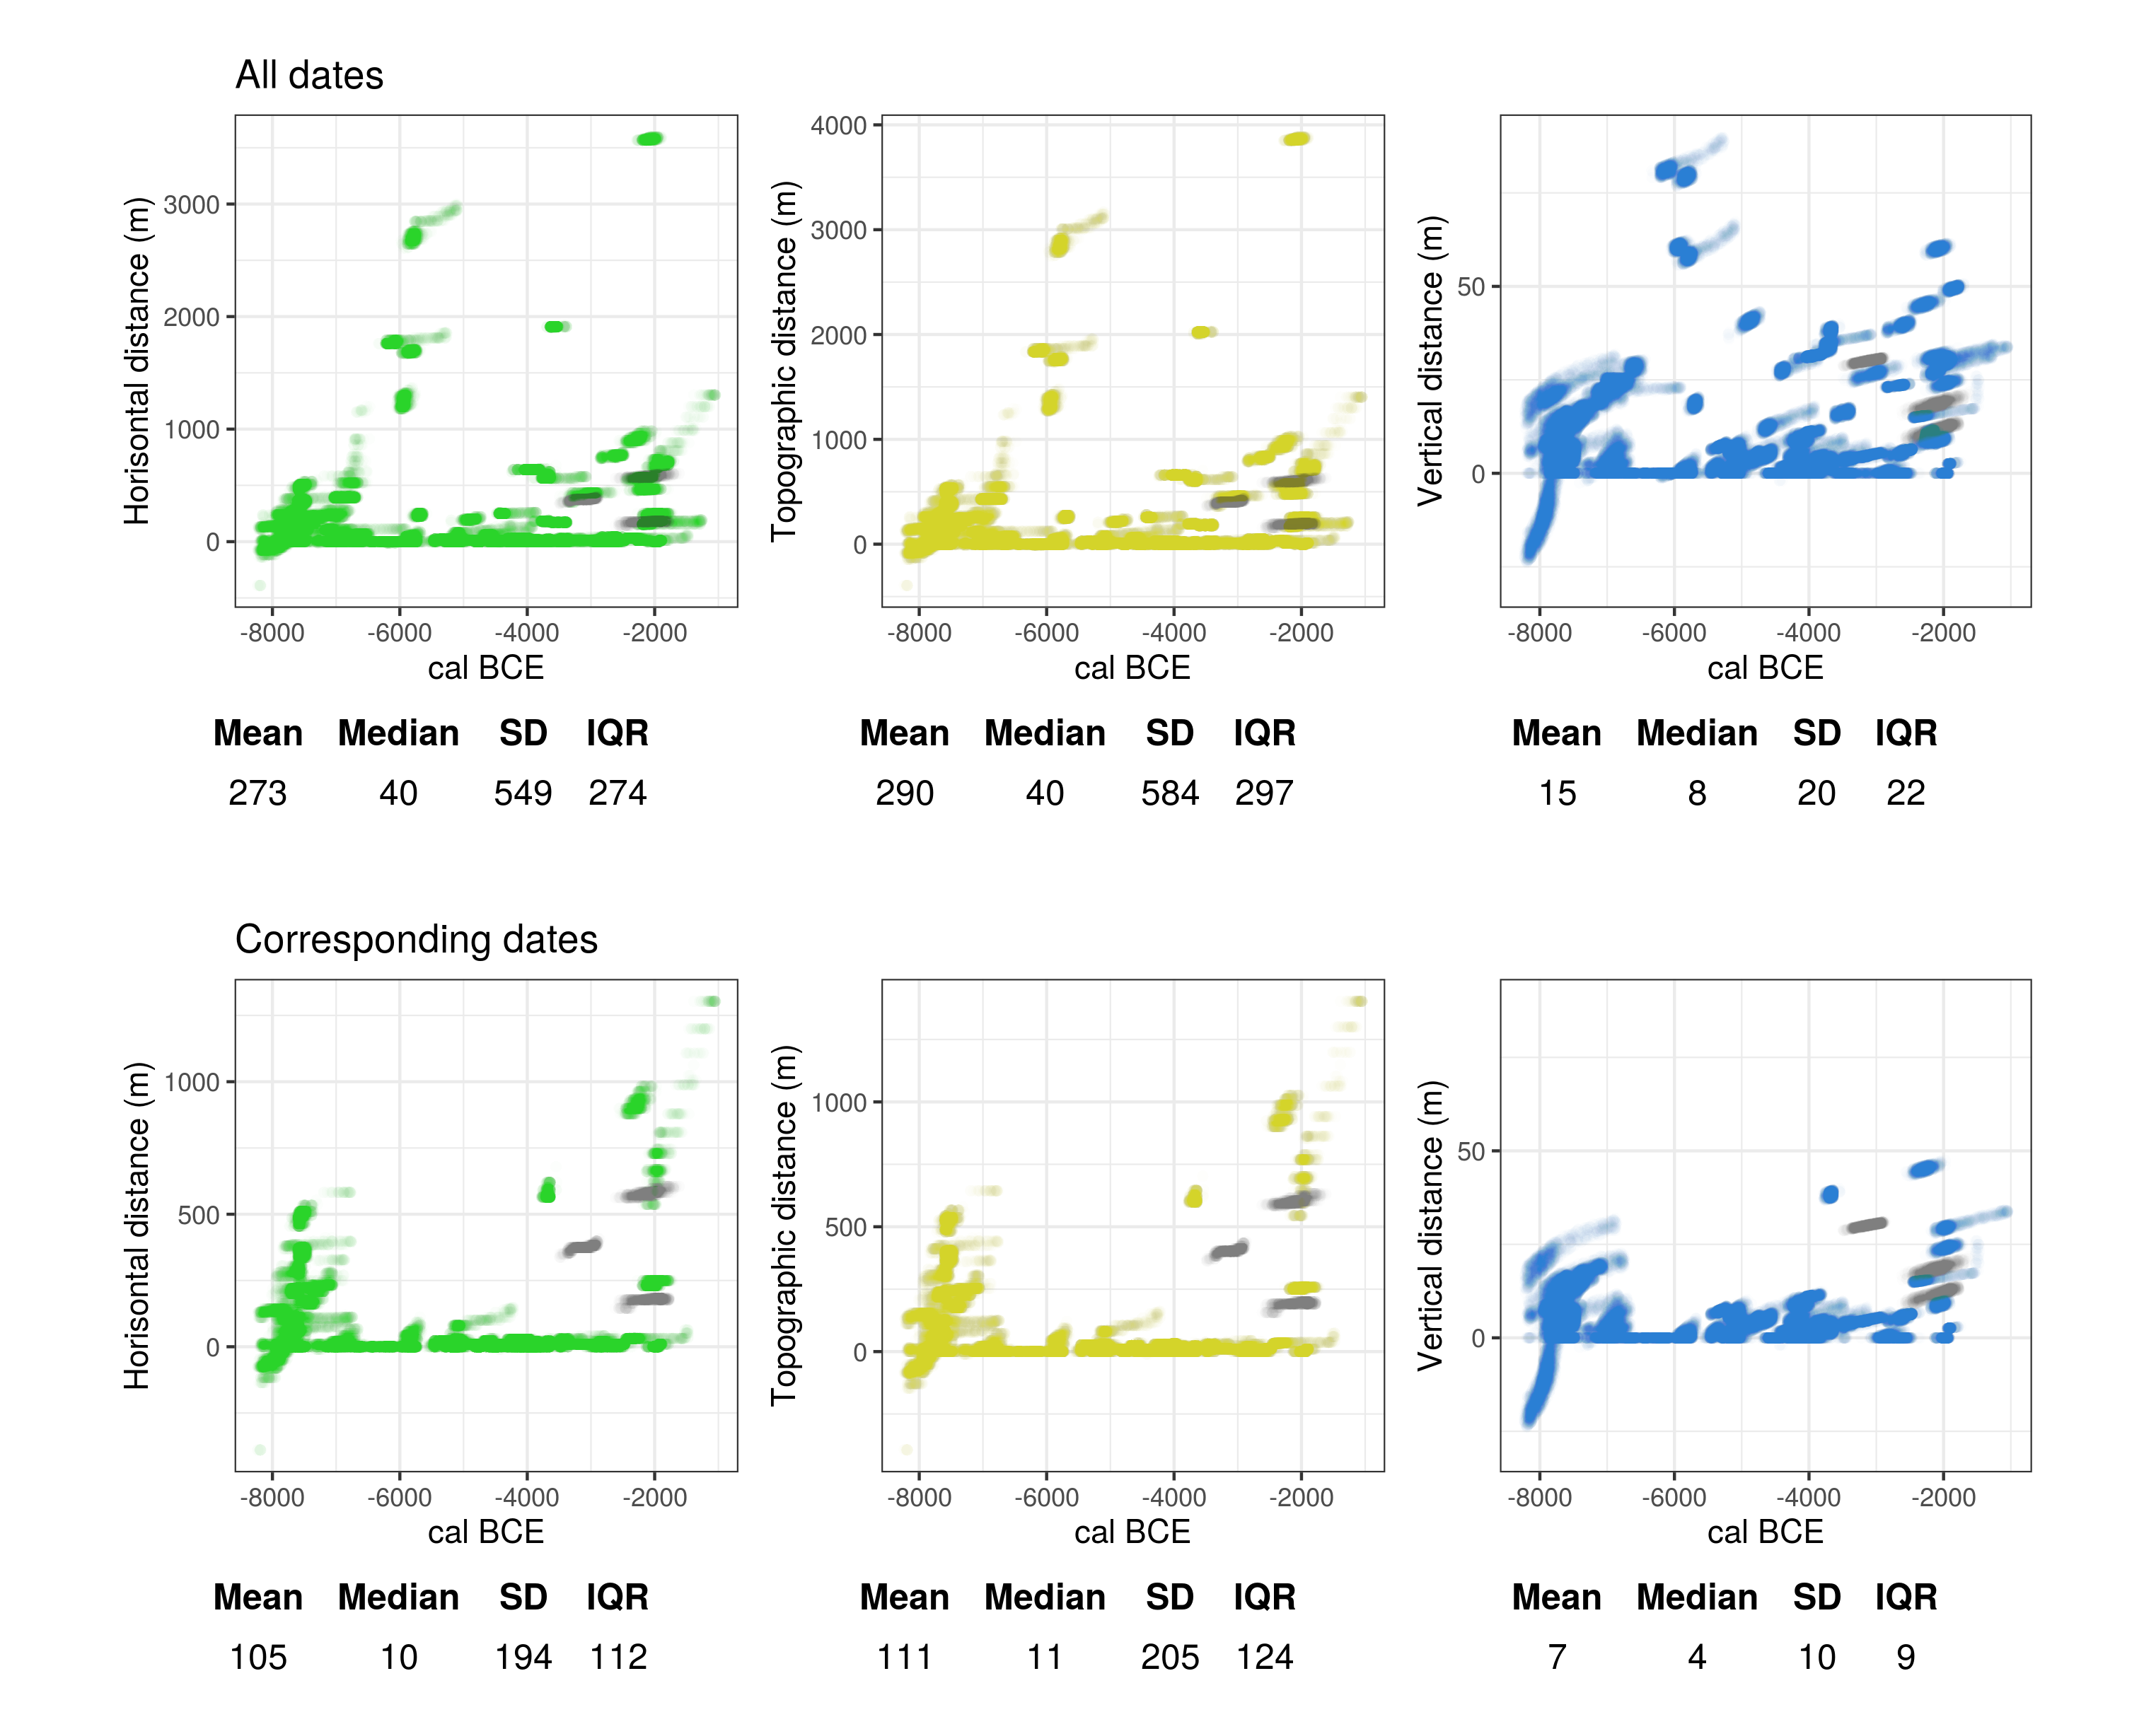 All dates
Horisontal distance (m)
3000
2000
1000
0
-8000 -6000 -4000 -2000
cal BCE
Mean Median SD IQR
273 40 549 274
Topographic distance (m)
4000
3000
2000
1000
0
-8000 -6000 -4000 -2000
cal BCE
Mean Median SD IQR
290 40 584 297
Vertical distance (m)
50
0
-8000 -6000 -4000 -2000
cal BCE
Mean Median SD IQR
15 8 20 22
Corresponding dates
Horisontal distance (m)
1000
500
0
-8000 -6000 -4000 -2000
cal BCE
Mean Median SD IQR
105 10 194 112
Topographic distance (m)
1000
500
0
-8000 -6000 -4000 -2000
cal BCE
Mean Median SD IQR
111 11 205 124
Vertical distance (m)
50
0
-8000 -6000 -4000 -2000
cal BCE
Mean Median SD IQR
7 4 10 9